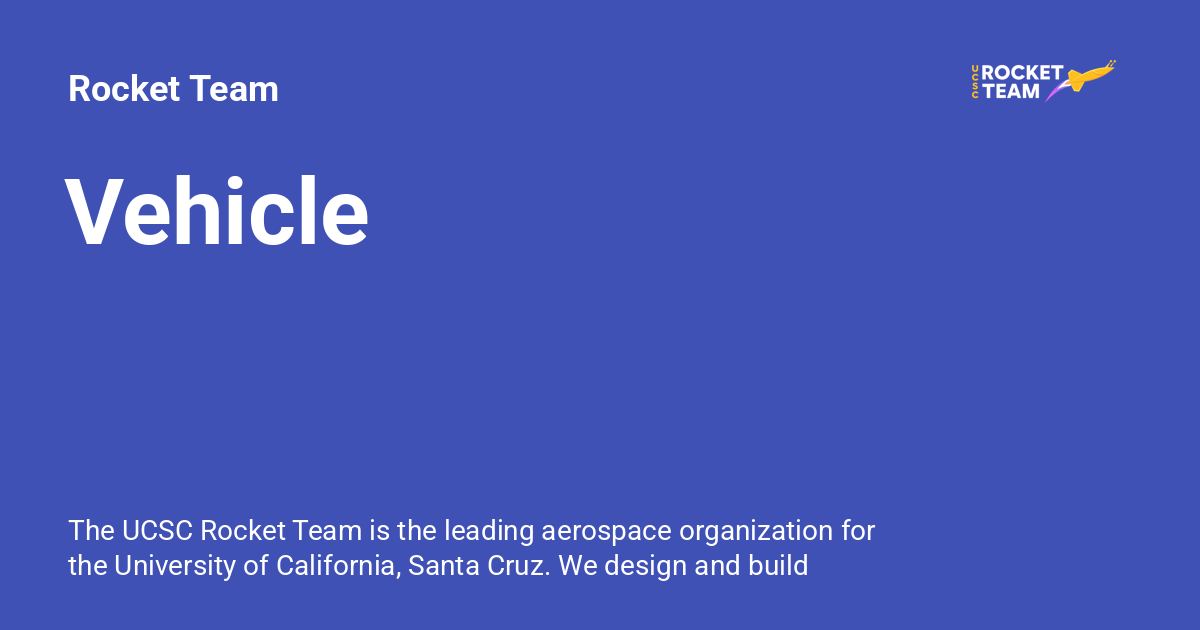 Rocket Team
UCSC
ROCKET
TEAM
Vehicle
The UCSC Rocket Team is the leading aerospace organization for
the University of California, Santa Cruz. We design and build